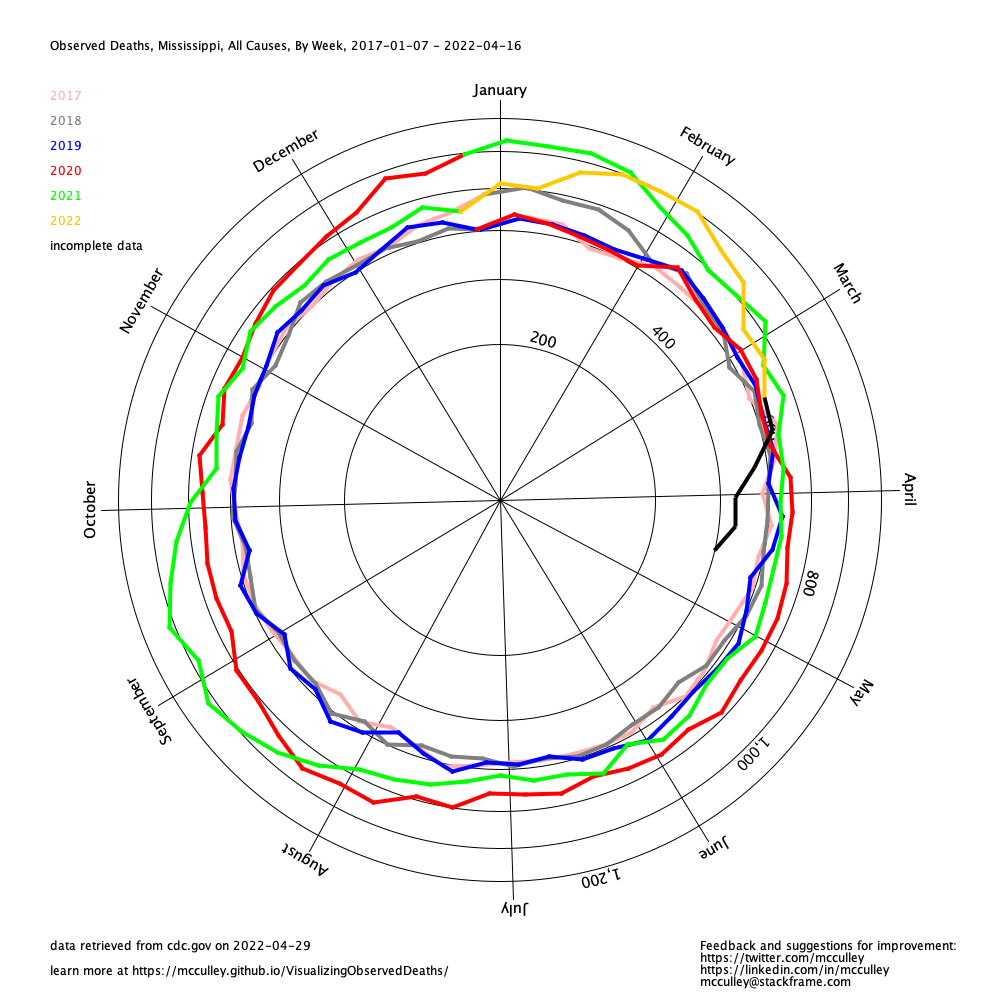 Observed Deaths, Mississippi, All Causes, By Week, 2017-01-07 - 2022-04-16
2017
2018
2019
2020
2021
2022
incomplete data
January
February
March
April
May
June
July
August
September
October
November
December
200
400
800
1,000
1,200
data retrieved from cdc.gov on 2022-04-29
learn more at https://mcculley.github.io/VisualizingObservedDeaths/
Feedback and suggestions for improvement:
https://twitter.com/mcculley
https://linkedin.com/in/mcculley
mcculley@stackframe.com